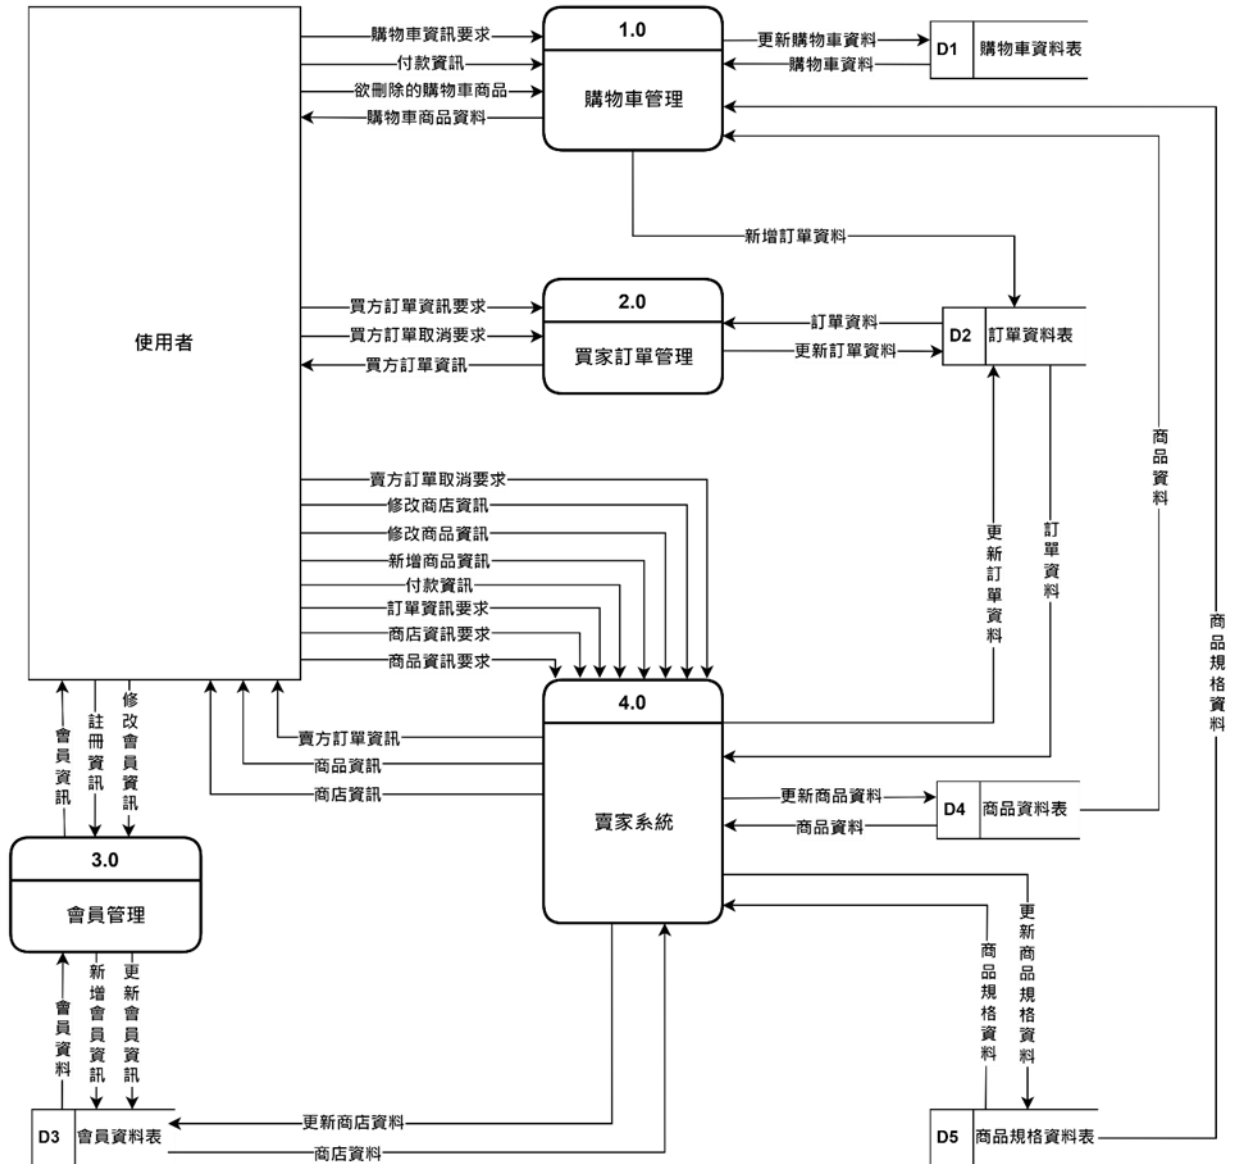 購物車資訊要求
付款資訊
欲刪除的購物車商品
購物車商品資料
1.0
購物車管理
更新購物車資料
購物車資料
D1
購物車資料表
新增訂單資料
使用者
買方訂單資訊要求
買方訂單取消要求
買方訂單資訊
2.0
買家訂單管理
訂單資料
更新訂單資料
D2
訂單資料表
賣方訂單取消要求
修改商店資訊
修改商品資訊
新增商品資訊
付款資訊
訂單資訊要求
商店資訊要求
商品資訊要求
更新訂單資料
訂單資料
商品資料
商品規格資料
4.0
賣家系統
賣方訂單資訊
商品資訊
商店資訊
會員資訊
註冊資訊
修改會員資訊
更新商品資料
商品資料
D4
商品資料表
3.0
會員管理
會員資料
新增會員資訊
更新會員資訊
商品規格資料
更新商品規格資料
D3
會員資料表
更新商店資料
商店資料
D5
商品規格資料表